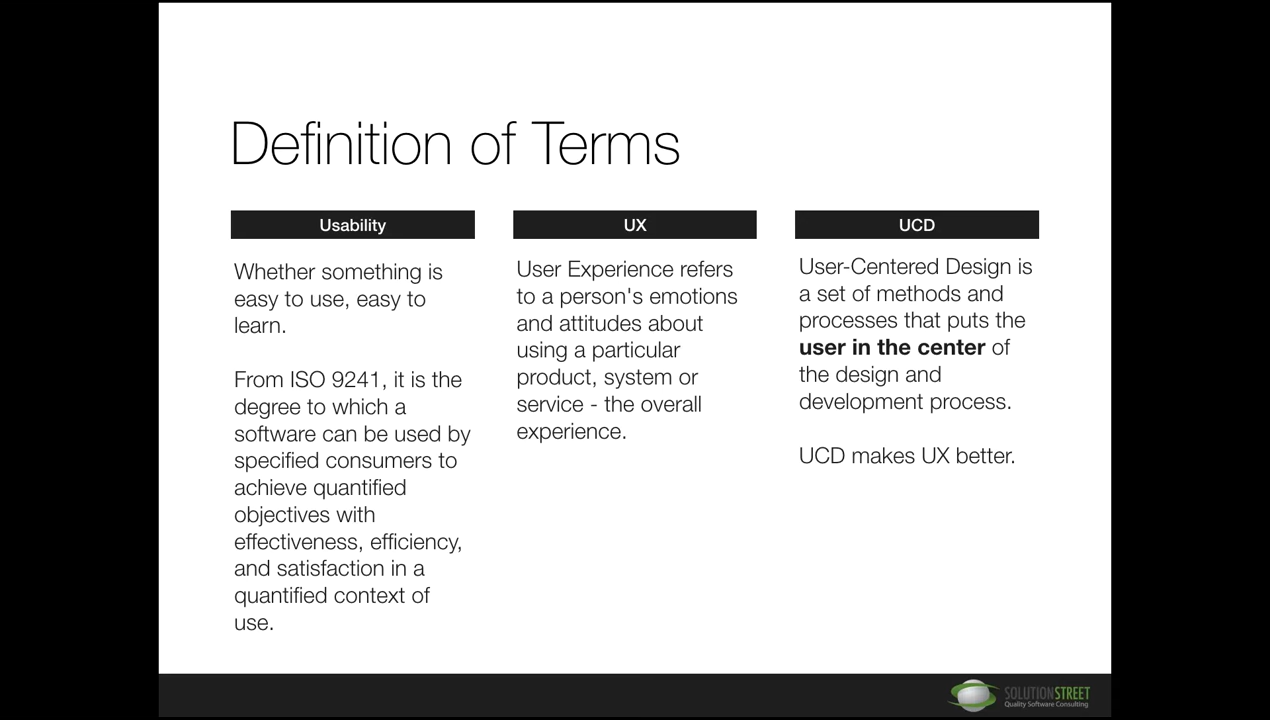 Definition of Terms
Usability
Whether something is
easy to use, easy to
learn.
From ISO 9241, it is the
degree to which a
software can be used by
specified consumers to
achieve quantified
objectives with
effectiveness, efficiency,
and satisfaction in a
quantified context of
use.
UX
User Experience refers
to a person's emotions
and attitudes about
using a particular
product, system or
service - the overall
experience.
UCD
User-Centered Design is
a set of methods and
processes that puts the
user in the center of
the design and
development process.
UCD makes UX better.
SOLUTIONSTREET
Quality Software Consulting